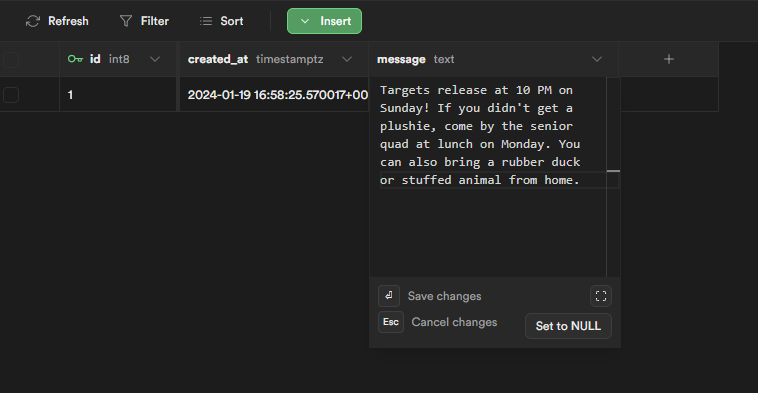 Refresh Filter Sort Insert
id int8 created_at timestamptz message text
1 2024-01-19 16:58:25.570017+00
Targets release at 10 PM on
Sunday! If you didn't get a
plushie, come by the senior
quad at lunch on Monday. You
can also bring a rubber duck
or stuffed animal from home.
Save changes
Esc Cancel changes Set to NULL